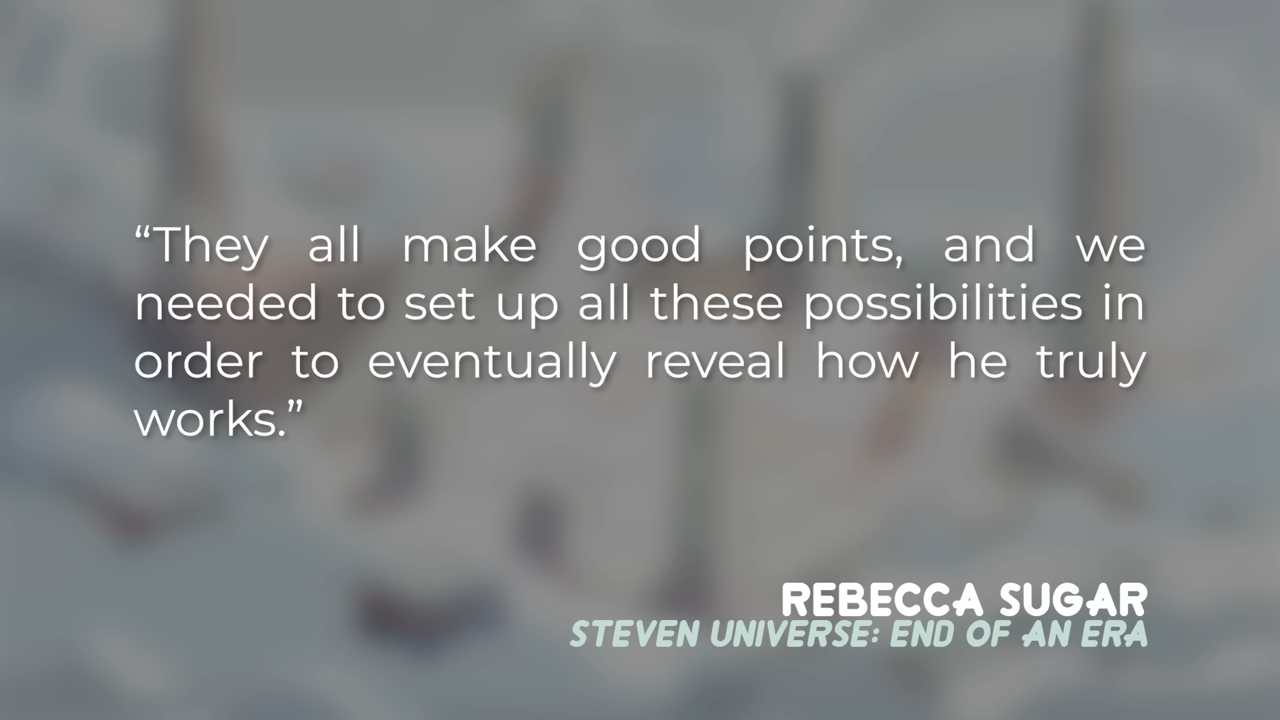 “They all make good points, and we
needed to set up all these possibilities in
order to eventually reveal how he truly
works.”
REBECCA SUGAR
STEVEN UNIVERSE: END OF AN ERA